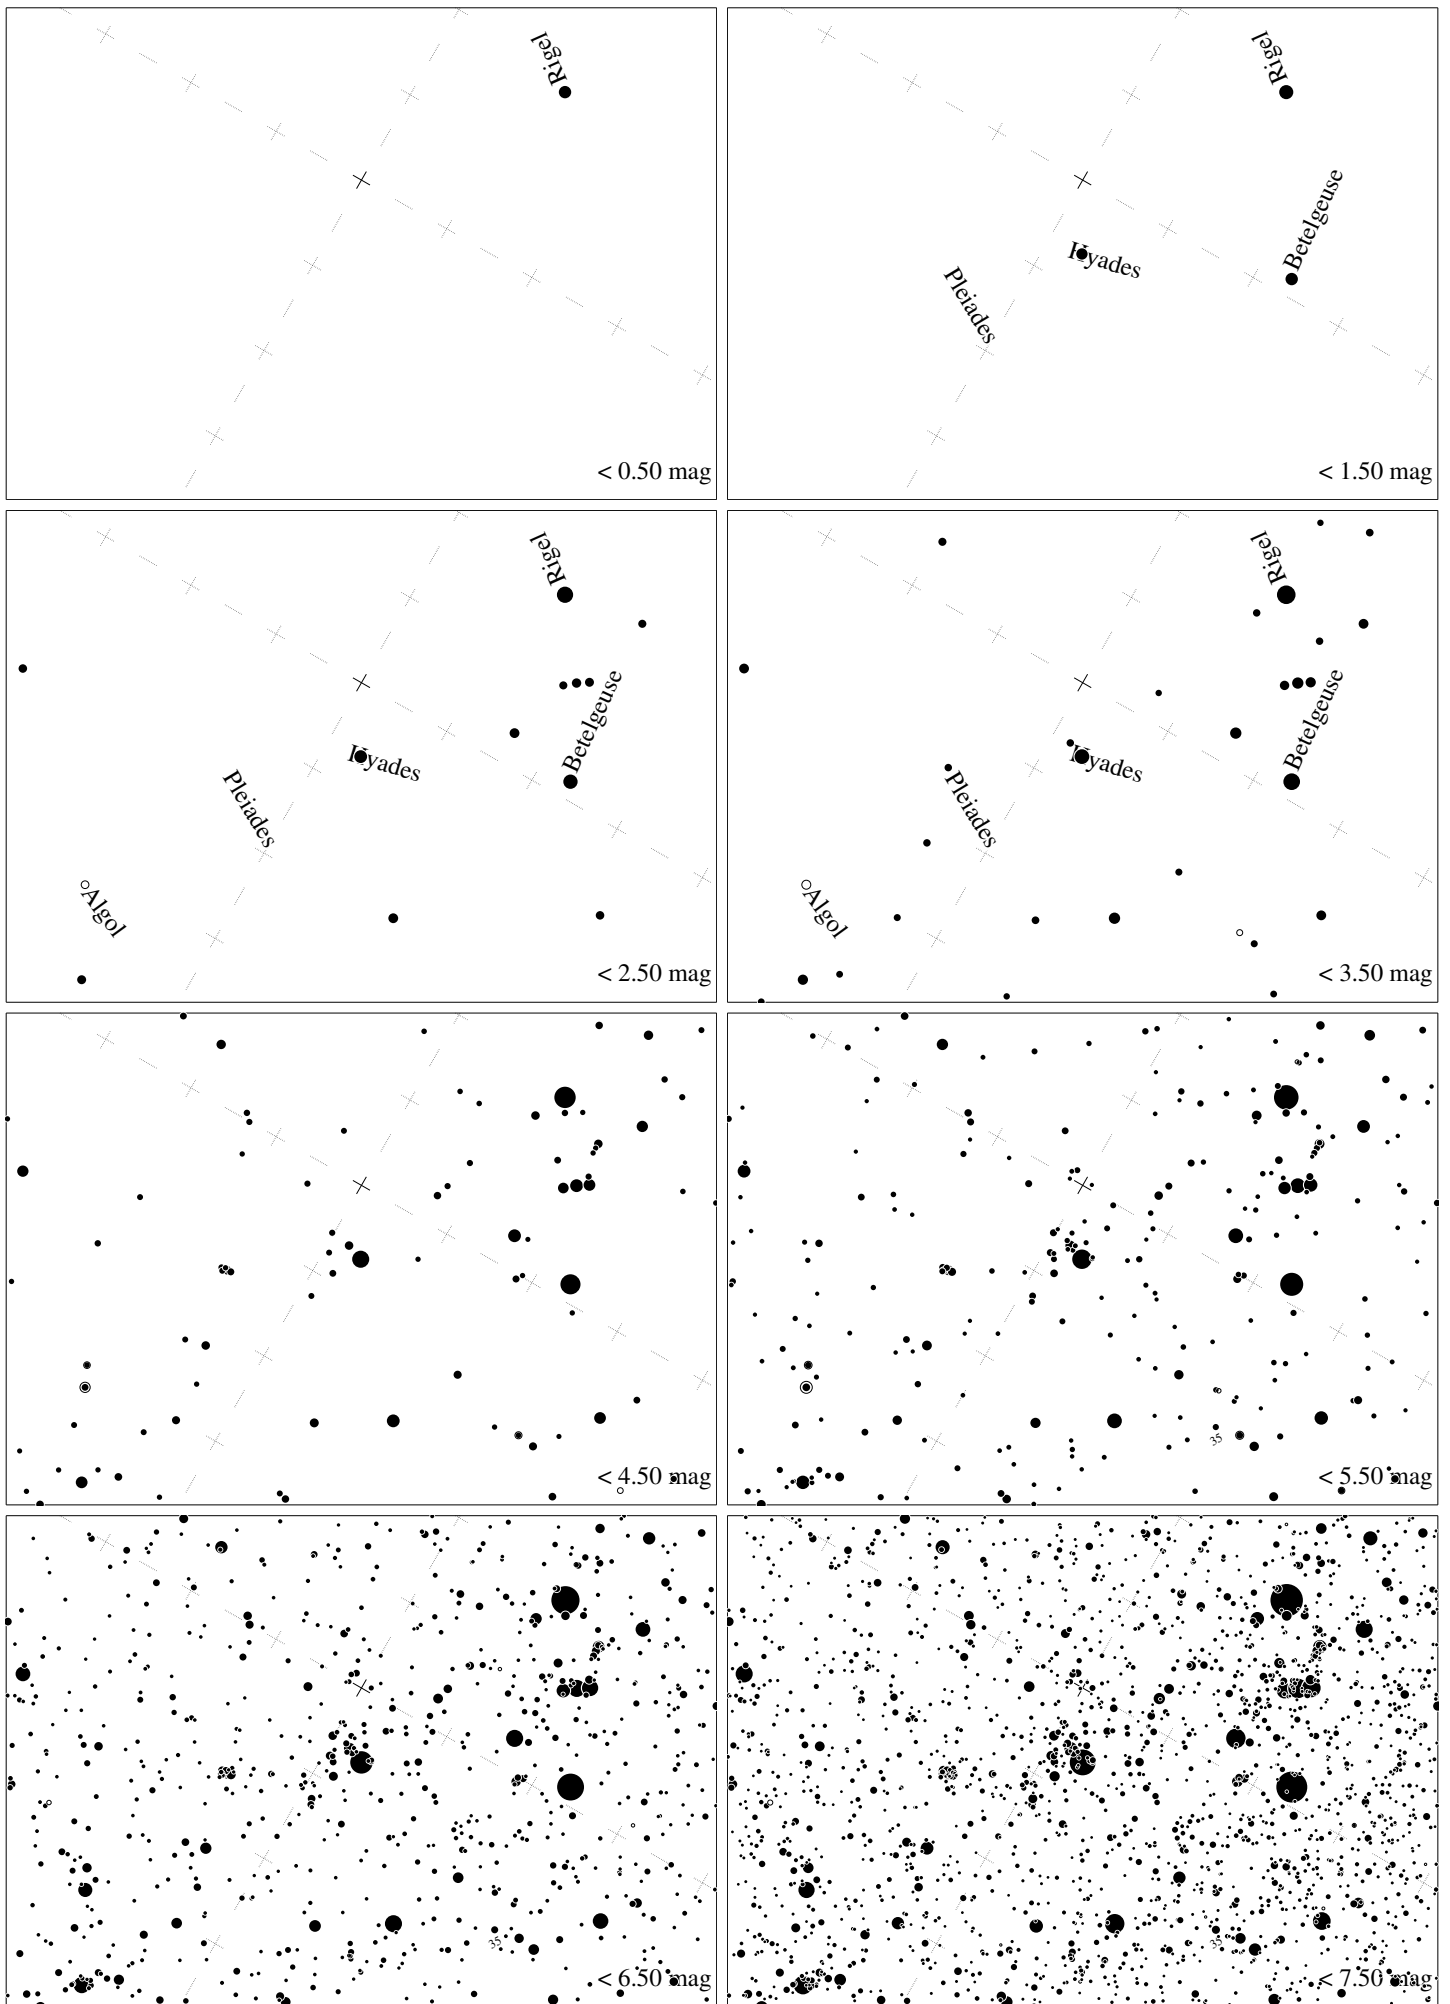 Rigel
< 0.50 mag
Rigel
Betelgeuse
Hyades
Pleiades
< 1.50 mag
Rigel
Betelgeuse
Hyades
Pleiades
Algol
< 2.50 mag
Rigel
Betelgeuse
Hyades
Pleiades
Algol
< 3.50 mag
< 4.50 mag
35
< 5.50 mag
35
< 6.50 mag
35
< 7.50 mag